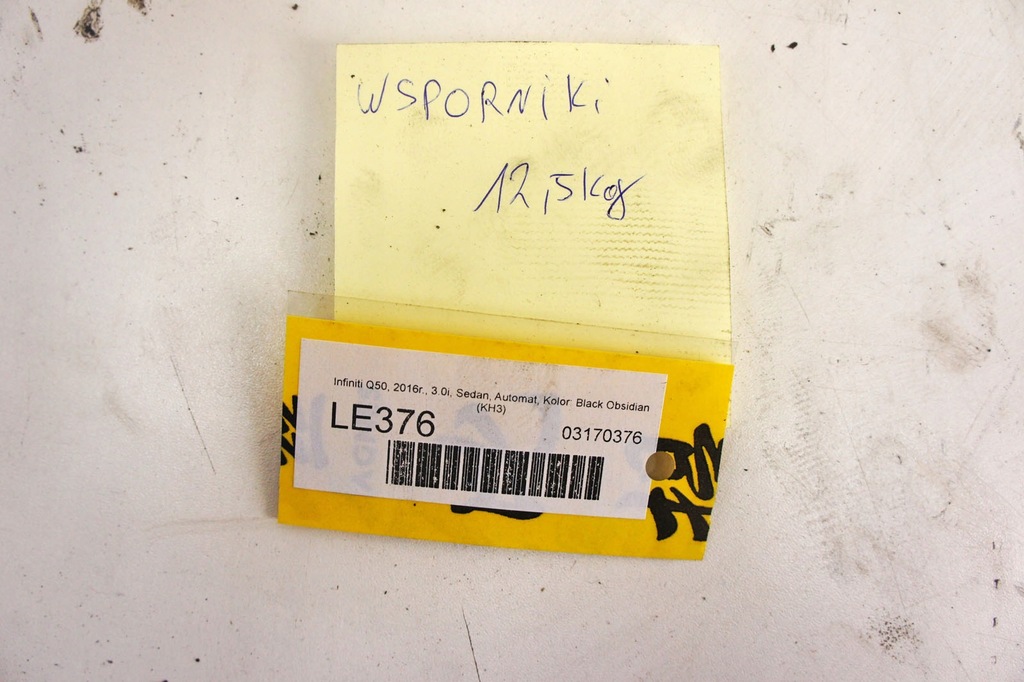 WSPORNIKi
12,5kg
Infiniti Q50, 2016r., 3.0i, Sedan, Automat, Kolor: Black Obsidian
(KH3)
LE376
03170376